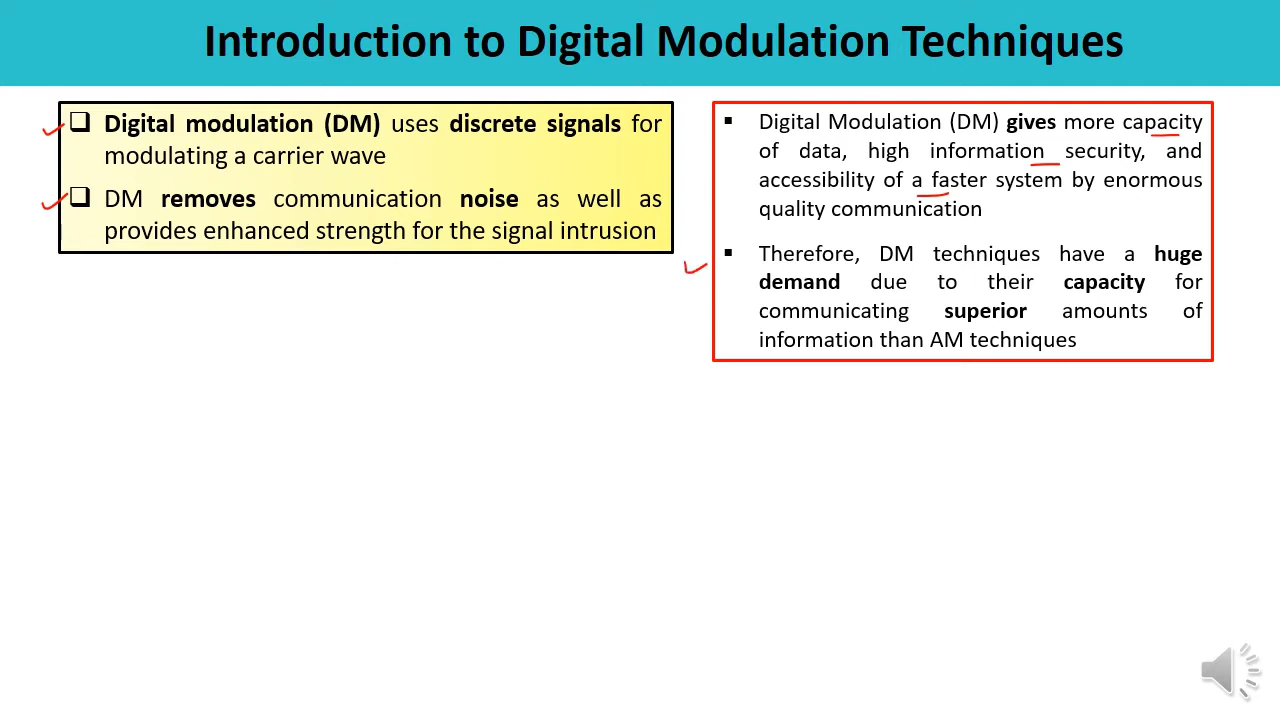 Introduction to Digital Modulation Techniques
Digital modulation (DM) uses discrete signals for
modulating a carrier wave
DM removes communication noise as well as
provides enhanced strength for the signal intrusion
Digital Modulation (DM) gives more capacity
of data, high information security, and
accessibility of a faster system by enormous
quality communication
Therefore, DM techniques have a huge
demand due to their capacity for
communicating superior amounts of
information than AM techniques